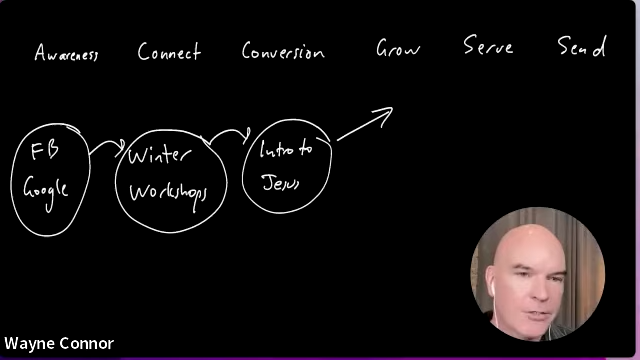 Awareness Connect Conversion Grow Serve Send
FB
Google
Winter
Workshops
Intro to
Jesus
Wayne Connor